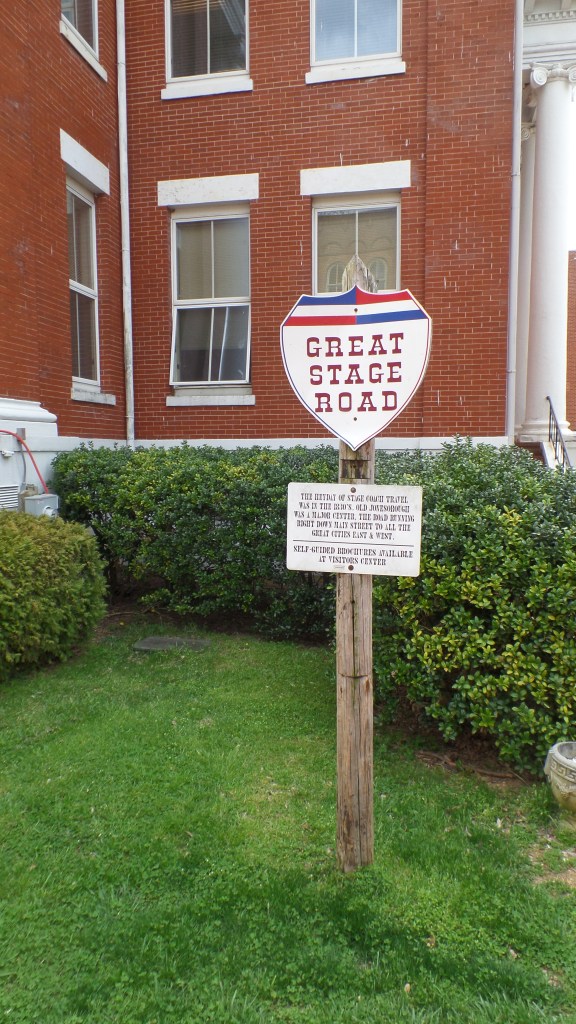 GREAT
STAGE
ROAD
THE HEYDAY OF STAGE COACH TRAVEL
WAS IN THE 1840'S. OLD JONESBOROUGH
WAS A MAJOR CENTER, THE ROAD RUNNING
RIGHT DOWN MAIN STREET TO ALL THE
GREAT CITIES EAST & WEST.
SELF-GUIDED BROCHURES AVAILABLE
AT VISITORS CENTER